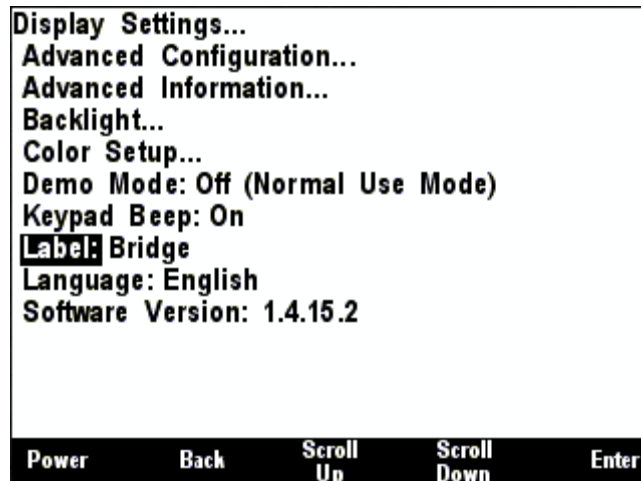 Display Settings...
Advanced Configuration...
Advanced Information...
Backlight...
Color Setup...
Demo Mode: Off (Normal Use Mode)
Keypad Beep: On
Label: Bridge
Language: English
Software Version: 1.4.15.2
Power Back Scroll Up Scroll Down Enter